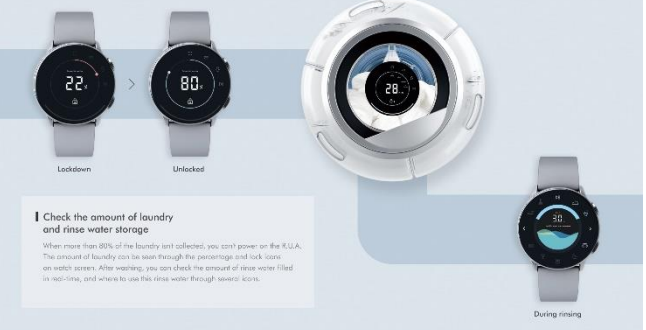 22%
80%
28
Lockdown
Unlocked
Check the amount of laundry
and rinse water storage
When more than 80% of the laundry isn't collected, you can't power on the R.U.A.
The amount of laundry can be seen through the percentage and lock icons
on watch screen. After washing, you can check the amount of rinse water filled
in real-time, and where to use this rinse water through several icons.
During rinsing